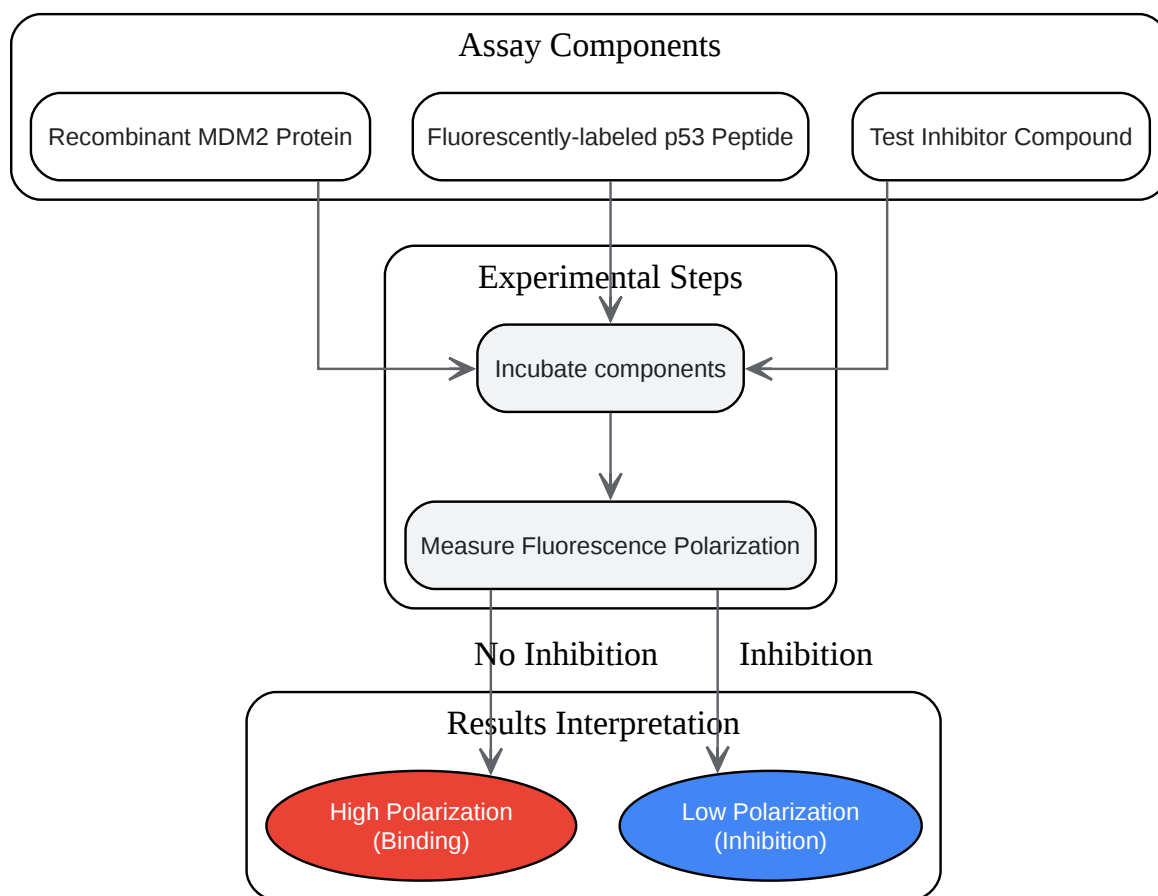 Assay Components
Recombinant MDM2 Protein
Fluorescently-labeled p53 Peptide
Test Inhibitor Compound
Experimental Steps
Incubate components
Measure Fluorescence Polarization
No Inhibition
Inhibition
Results Interpretation
High Polarization
(Binding)
Low Polarization
(Inhibition)